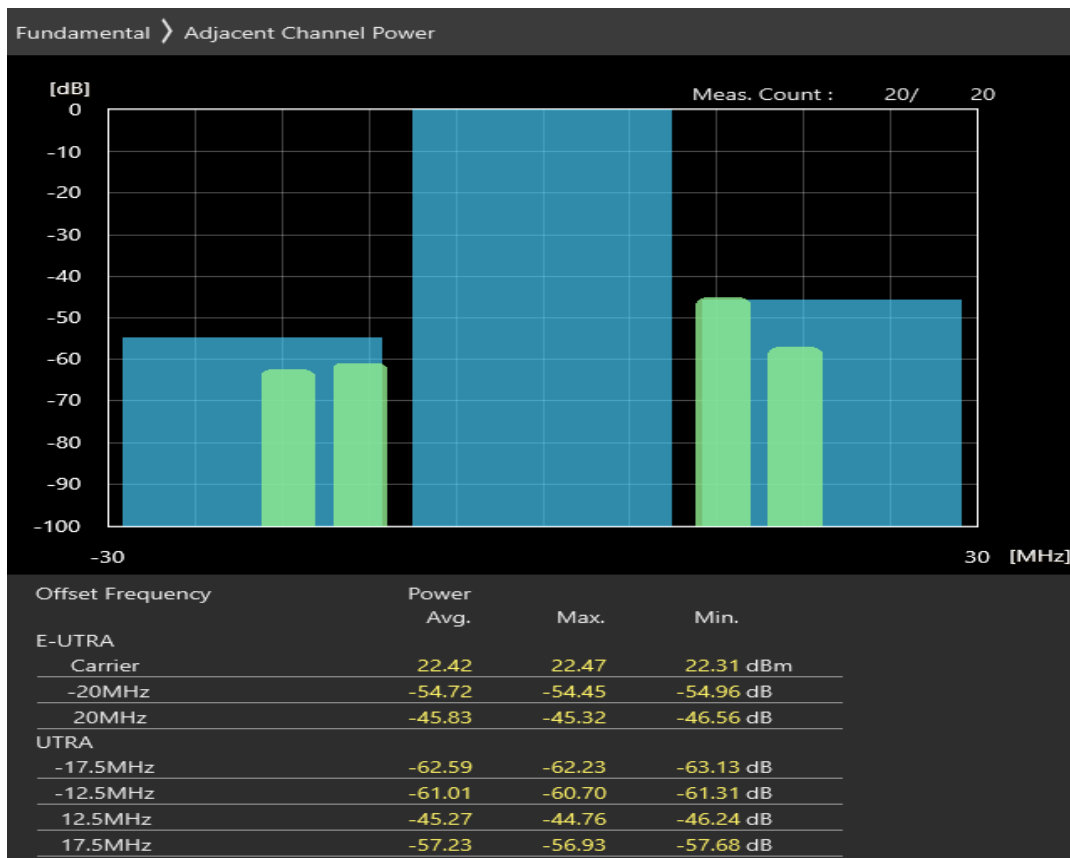 Fundamental 〉 Adjacent Channel Power
[dB]
Meas. Count : 20/ 20
0
-10
-20
-30
-40
-50
-60
-70
-80
-90
-100
-30 30 [MHz]
Offset Frequency Power
Avg. Max. Min.
E-UTRA
Carrier 22.42 22.47 22.31 dBm
-20MHz -54.72 -54.45 -54.96 dB
20MHz -45.83 -45.32 -46.56 dB
UTRA
-17.5MHz -62.59 -62.23 -63.13 dB
-12.5MHz -61.01 -60.70 -61.31 dB
12.5MHz -45.27 -44.76 -46.24 dB
17.5MHz -57.23 -56.93 -57.68 dB